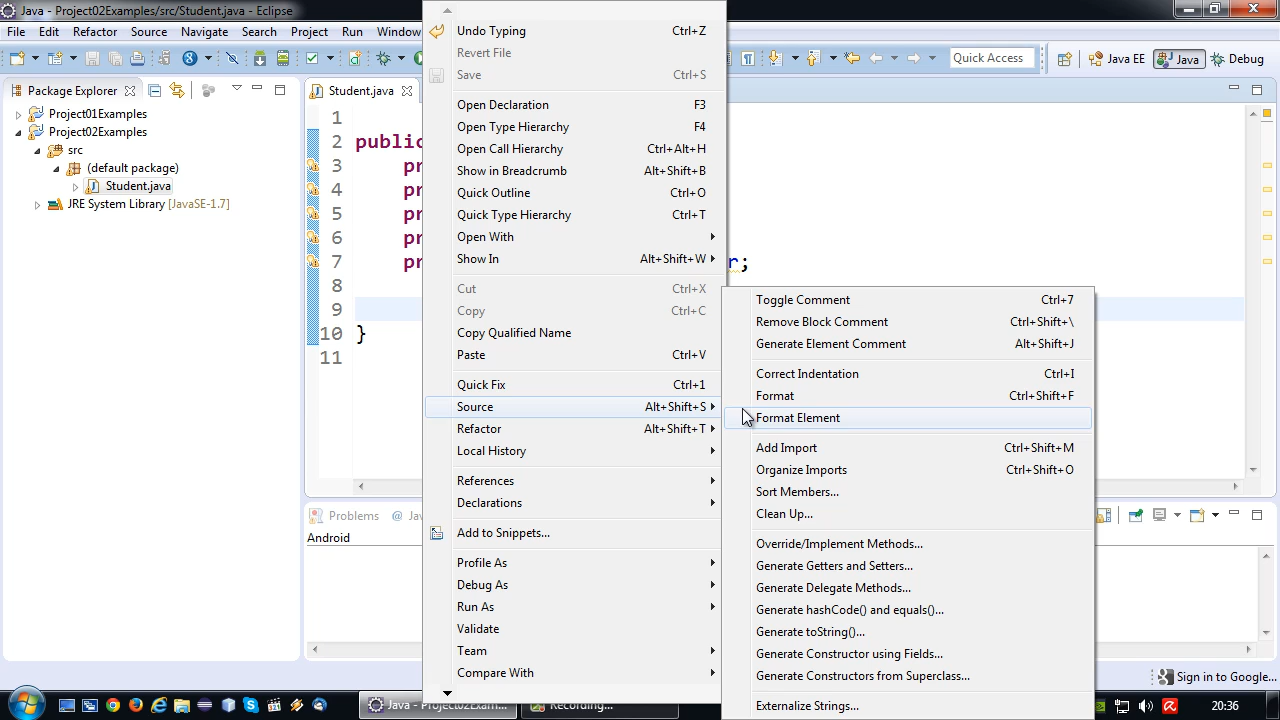 Java - Project02Examples/src/Student.java - Eclipse
File Edit Refactor Source Navigate Search Project Run Window
Quick Access Java EE Java Debug
Package Explorer
Project01Examples
Project02Examples
src
(default package)
Student.java
JRE System Library [JavaSE-1.7]
Student.java
1
2 public
3 pr
4 pr
5 pr
6 pr
7 pr r;
8
9
10 }
11
Undo Typing Ctrl+Z
Revert File
Save Ctrl+S
Open Declaration F3
Open Type Hierarchy F4
Open Call Hierarchy Ctrl+Alt+H
Show in Breadcrumb Alt+Shift+B
Quick Outline Ctrl+O
Quick Type Hierarchy Ctrl+T
Open With
Show In Alt+Shift+W
Cut Ctrl+X
Copy Ctrl+C
Copy Qualified Name
Paste Ctrl+V
Quick Fix Ctrl+1
Source Alt+Shift+S
Refactor Alt+Shift+T
Local History
References
Declarations
Add to Snippets...
Profile As
Debug As
Run As
Validate
Team
Compare With
Toggle Comment Ctrl+7
Remove Block Comment Ctrl+Shift+\
Generate Element Comment Alt+Shift+J
Correct Indentation Ctrl+I
Format Ctrl+Shift+F
Format Element
Add Import Ctrl+Shift+M
Organize Imports Ctrl+Shift+O
Sort Members...
Clean Up...
Override/Implement Methods...
Generate Getters and Setters...
Generate Delegate Methods...
Generate hashCode() and equals()...
Generate toString()...
Generate Constructor using Fields...
Generate Constructors from Superclass...
Externalize Strings...
Problems @ Jav
Android
Sign in to Google...
Java - Project02Exam... Recording... 20:36